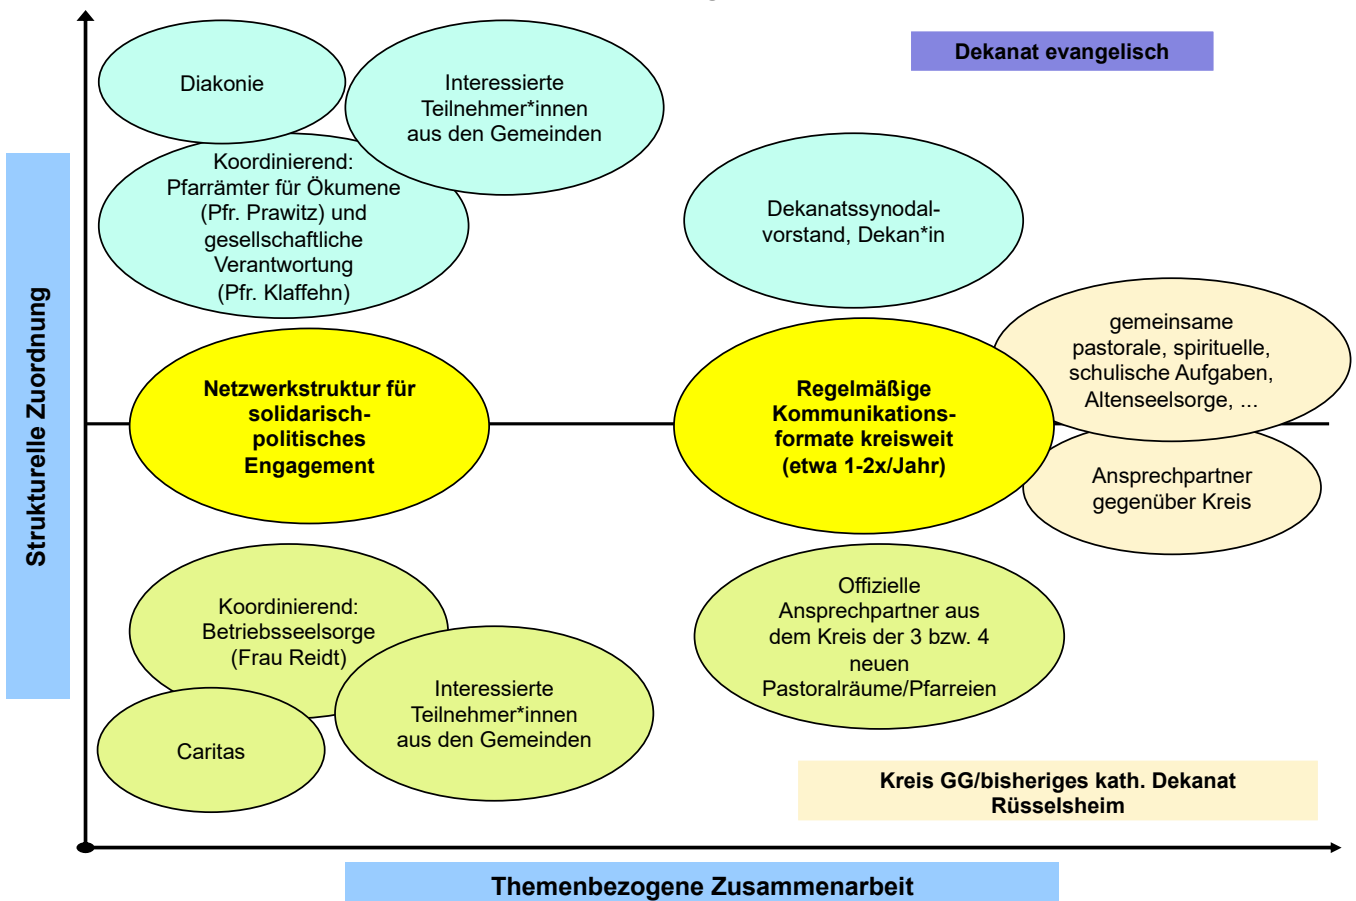 Dekanat evangelisch
Diakonie
Interessierte
Teilnehmer*innen
aus den Gemeinden
Koordinierend:
Pfarrämter für Ökumene
(Pfr. Prawitz) und
gesellschaftliche
Verantwortung
(Pfr. Klaffehn)
Dekanatssynodal-
vorstand, Dekan*in
Strukturelle Zuordnung
Netzwerkstruktur für
solidarisch-
politisches
Engagement
Regelmäßige
Kommunikations-
formate kreisweit
(etwa 1-2x/Jahr)
gemeinsame
pastorale, spirituelle,
schulische Aufgaben,
Altenseelsorge, ...
Ansprechpartner
gegenüber Kreis
Koordinierend:
Betriebsseelsorge
(Frau Reidt)
Interessierte
Teilnehmer*innen
aus den Gemeinden
Caritas
Offizielle
Ansprechpartner aus
dem Kreis der 3 bzw. 4
neuen
Pastoralräume/Pfarreien
Kreis GG/bisheriges kath. Dekanat
Rüsselsheim
Themenbezogene Zusammenarbeit